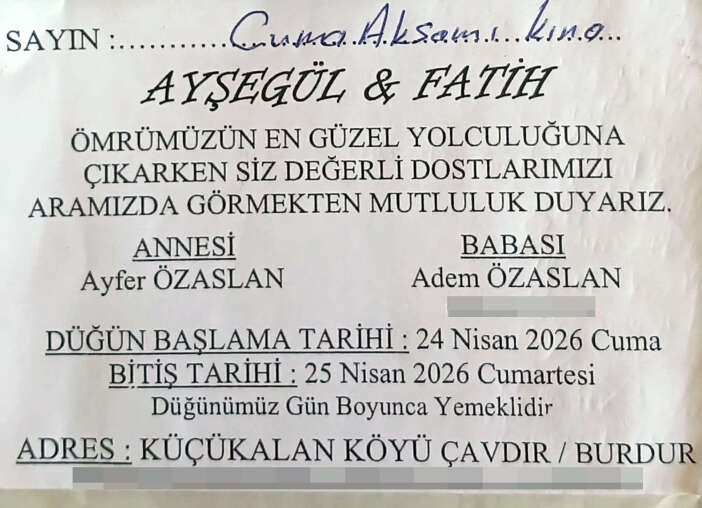 SAYIN :...........Cuma Akşamı kına...
AYŞEGÜL & FATİH
ÖMRÜMÜZÜN EN GÜZEL YOLCULUĞUNA
ÇIKARKEN SİZ DEĞERLİ DOSTLARIMIZI
ARAMIZDA GÖRMEKTEN MUTLULUK DUYARIZ.
ANNESİ BABASI
Ayfer ÖZASLAN Adem ÖZASLAN
DÜĞÜN BAŞLAMA TARİHİ : 24 Nisan 2026 Cuma
BİTİŞ TARİHİ : 25 Nisan 2026 Cumartesi
Düğünümüz Gün Boyunca Yemeklidir
ADRES : KÜÇÜKALAN KÖYÜ ÇAVDIR / BURDUR